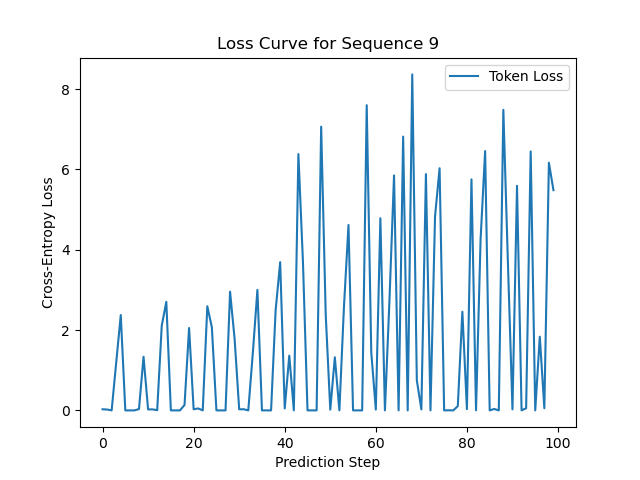 Loss Curve for Sequence 9
Token Loss
Cross-Entropy Loss
8
6
4
2
0
0 20 40 60 80 100
Prediction Step